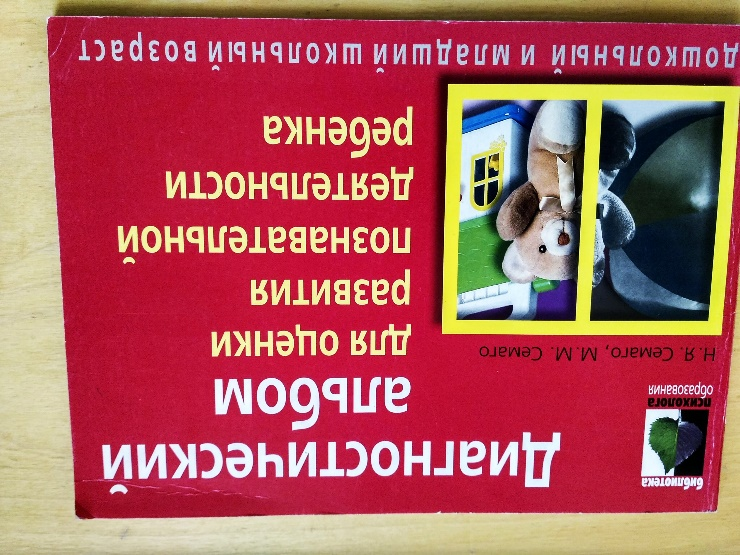 библиотека
психолога
образования
Н. Я. Семаго, М. М. Семаго
Диагностический
альбом
для оценки
развития
познавательной
деятельности
ребенка
дошкольный и младший школьный возраст